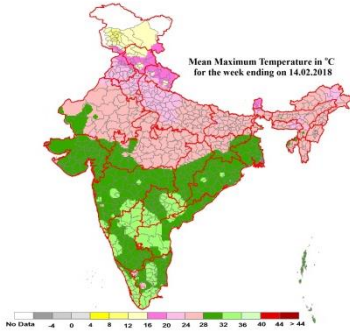 Mean Maximum Temperature in °C
for the week ending on 14.02.2018
No Data -4 0 4 8 12 16 20 24 28 32 36 40 44 > 44